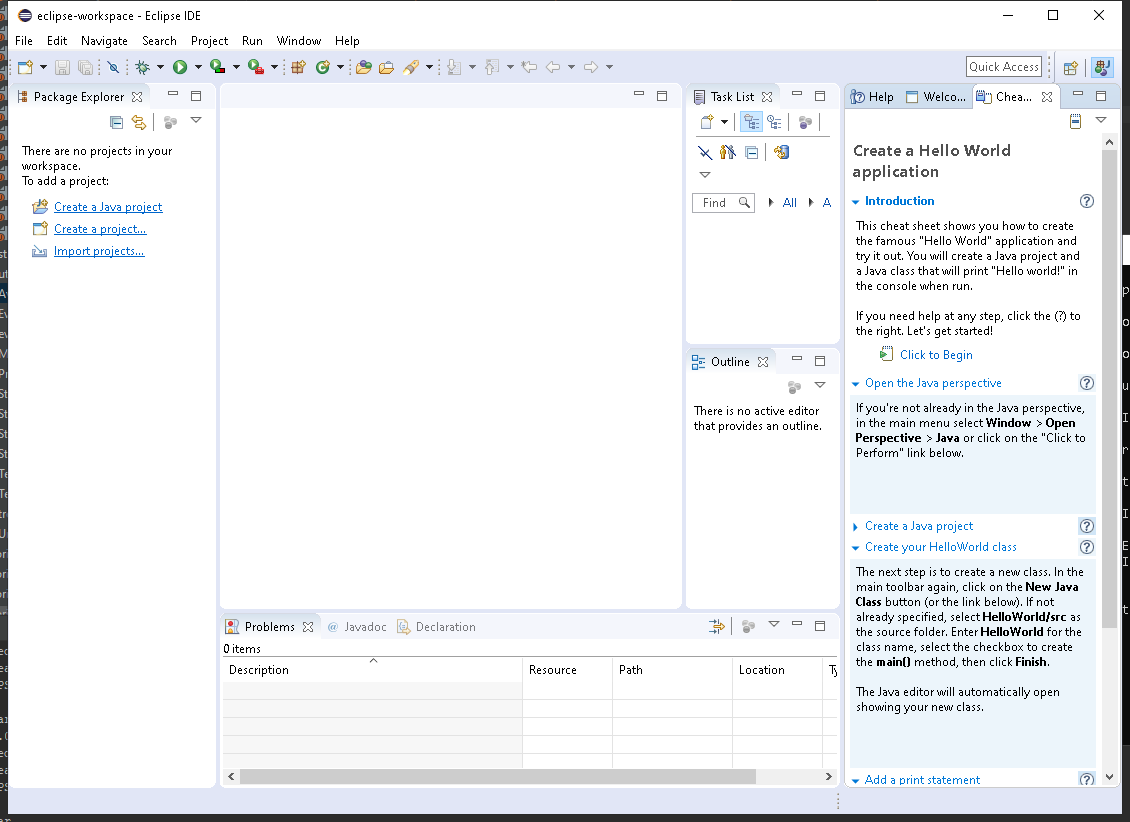 eclipse-workspace - Eclipse IDE
File Edit Navigate Search Project Run Window Help
Quick Access
Package Explorer
There are no projects in your
workspace.
To add a project:
Create a Java project
Create a project...
Import projects...
Task List
Find
All
A
Outline
There is no active editor
that provides an outline.
Problems
@ Javadoc
Declaration
0 items
Description Resource Path Location Ty
Help
Welco...
Chea...
Create a Hello World
application
Introduction
This cheat sheet shows you how to create
the famous "Hello World" application and
try it out. You will create a Java project and
a Java class that will print "Hello world!" in
the console when run.
If you need help at any step, click the (?) to
the right. Let's get started!
Click to Begin
Open the Java perspective
If you're not already in the Java perspective,
in the main menu select Window > Open
Perspective > Java or click on the "Click to
Perform" link below.
Create a Java project
Create your HelloWorld class
The next step is to create a new class. In the
main toolbar again, click on the New Java
Class button (or the link below). If not
already specified, select HelloWorld/src as
the source folder. Enter HelloWorld for the
class name, select the checkbox to create
the main() method, then click Finish.
The Java editor will automatically open
showing your new class.
Add a print statement